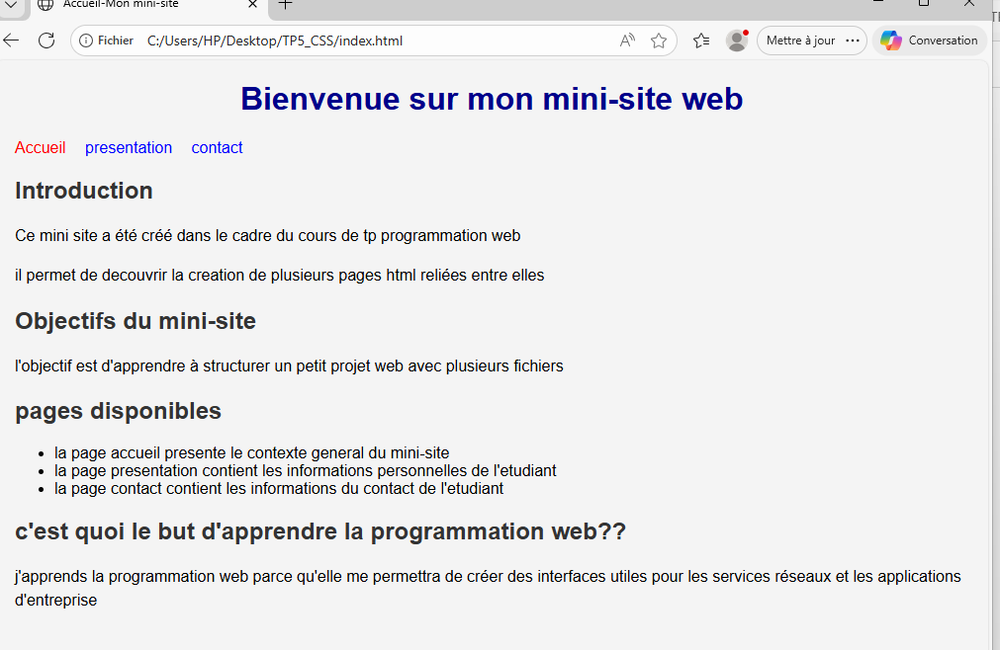 Accueil-Mon mini-site
Fichier C:/Users/HP/Desktop/TP5_CSS/index.html Mettre à jour Conversation
Bienvenue sur mon mini-site web
Accueil presentation contact
Introduction
Ce mini site a été créé dans le cadre du cours de tp programmation web
il permet de decouvrir la creation de plusieurs pages html reliées entre elles
Objectifs du mini-site
l'objectif est d'apprendre à structurer un petit projet web avec plusieurs fichiers
pages disponibles
la page accueil presente le contexte general du mini-site
la page presentation contient les informations personnelles de l'etudiant
la page contact contient les informations du contact de l'etudiant
c'est quoi le but d'apprendre la programmation web??
j'apprends la programmation web parce qu'elle me permettra de créer des interfaces utiles pour les services réseaux et les applications
d'entreprise